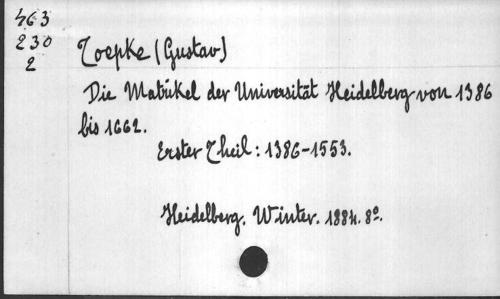 463
230
2
Toepke (Gustav)
Die Matrikel der Universität Heidelberg von 1386
bis 1662.
Erster Theil: 1386-1553.
Heidelberg. Winter. 1884. 8º.